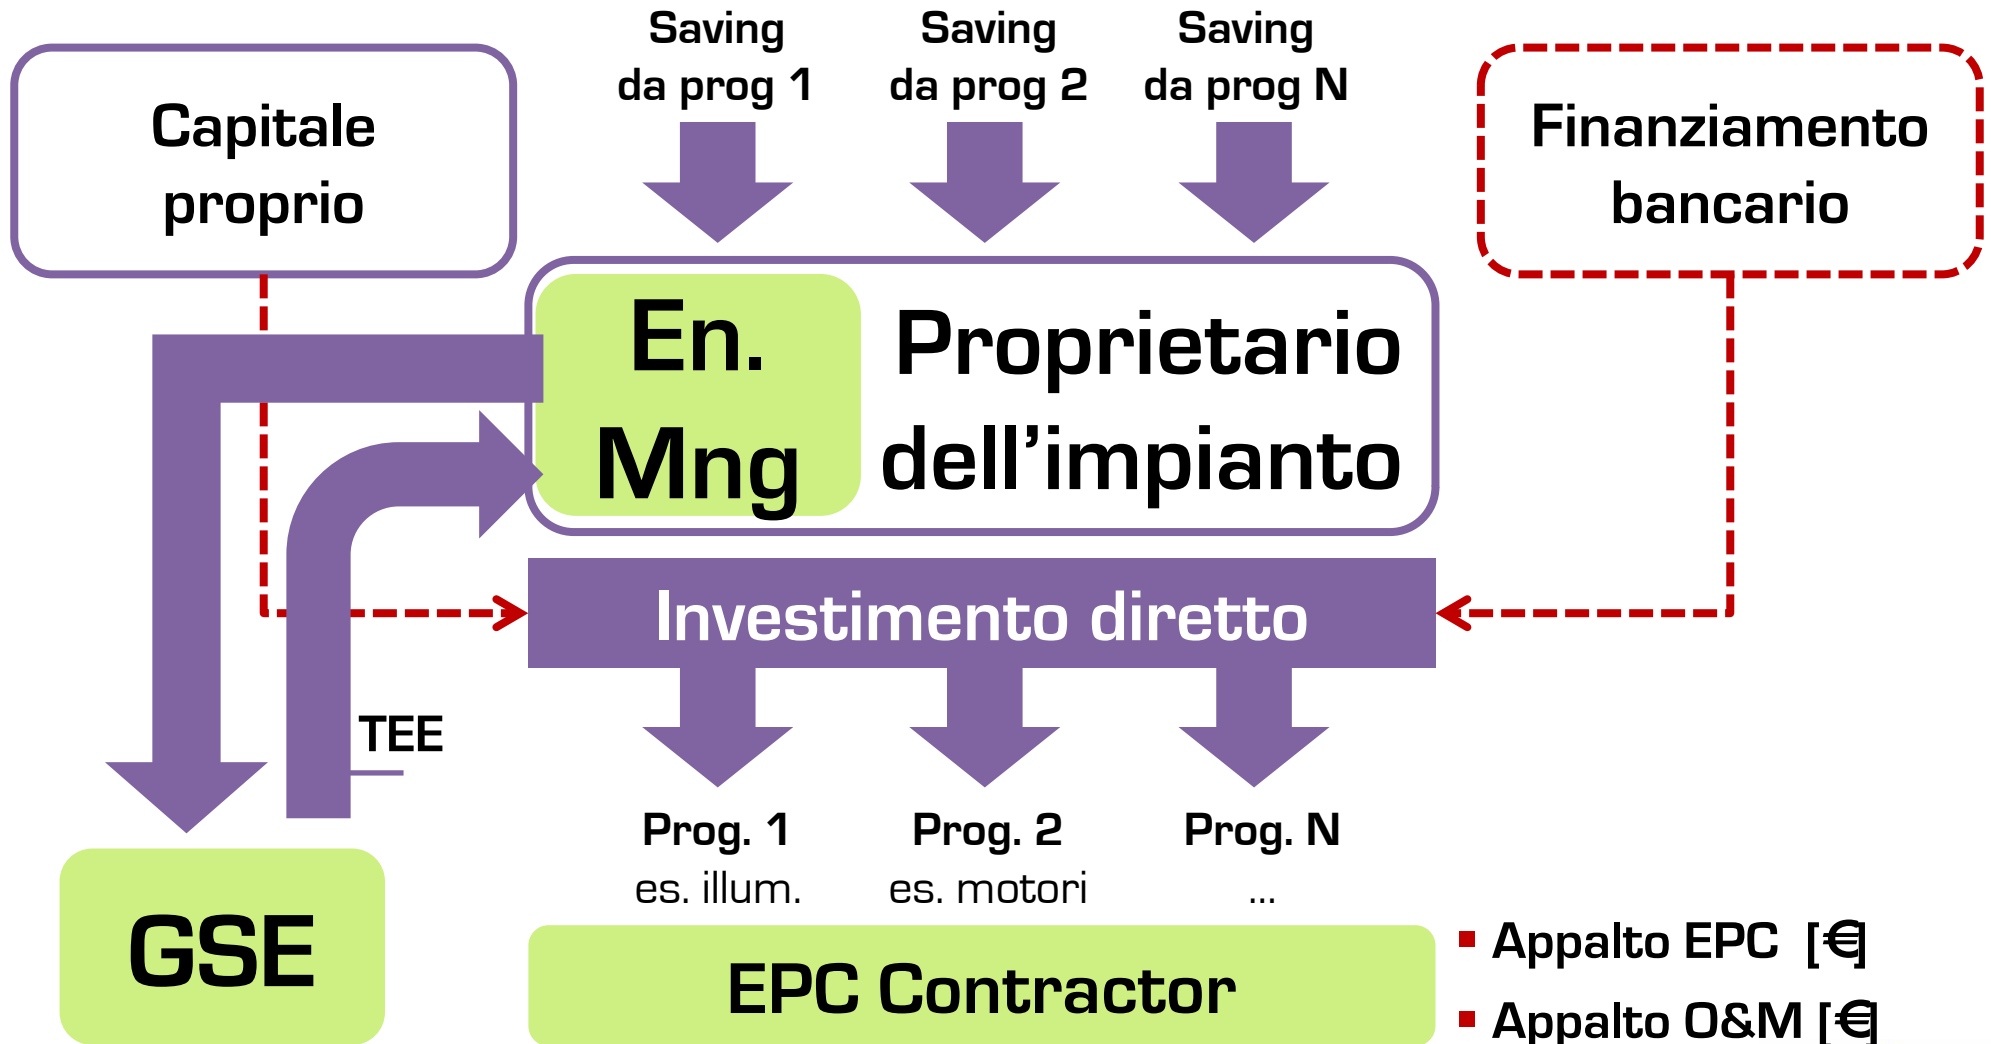 Saving
da prog 1
Saving
da prog 2
Saving
da prog N
Capitale
proprio
Finanziamento
bancario
En.
Mng
Proprietario
dell'impianto
Investimento diretto
TEE
Prog. 1
es. illum.
Prog. 2
es. motori
Prog. N
...
GSE
EPC Contractor
▪ Appalto EPC [€]
▪ Appalto O&M [€]